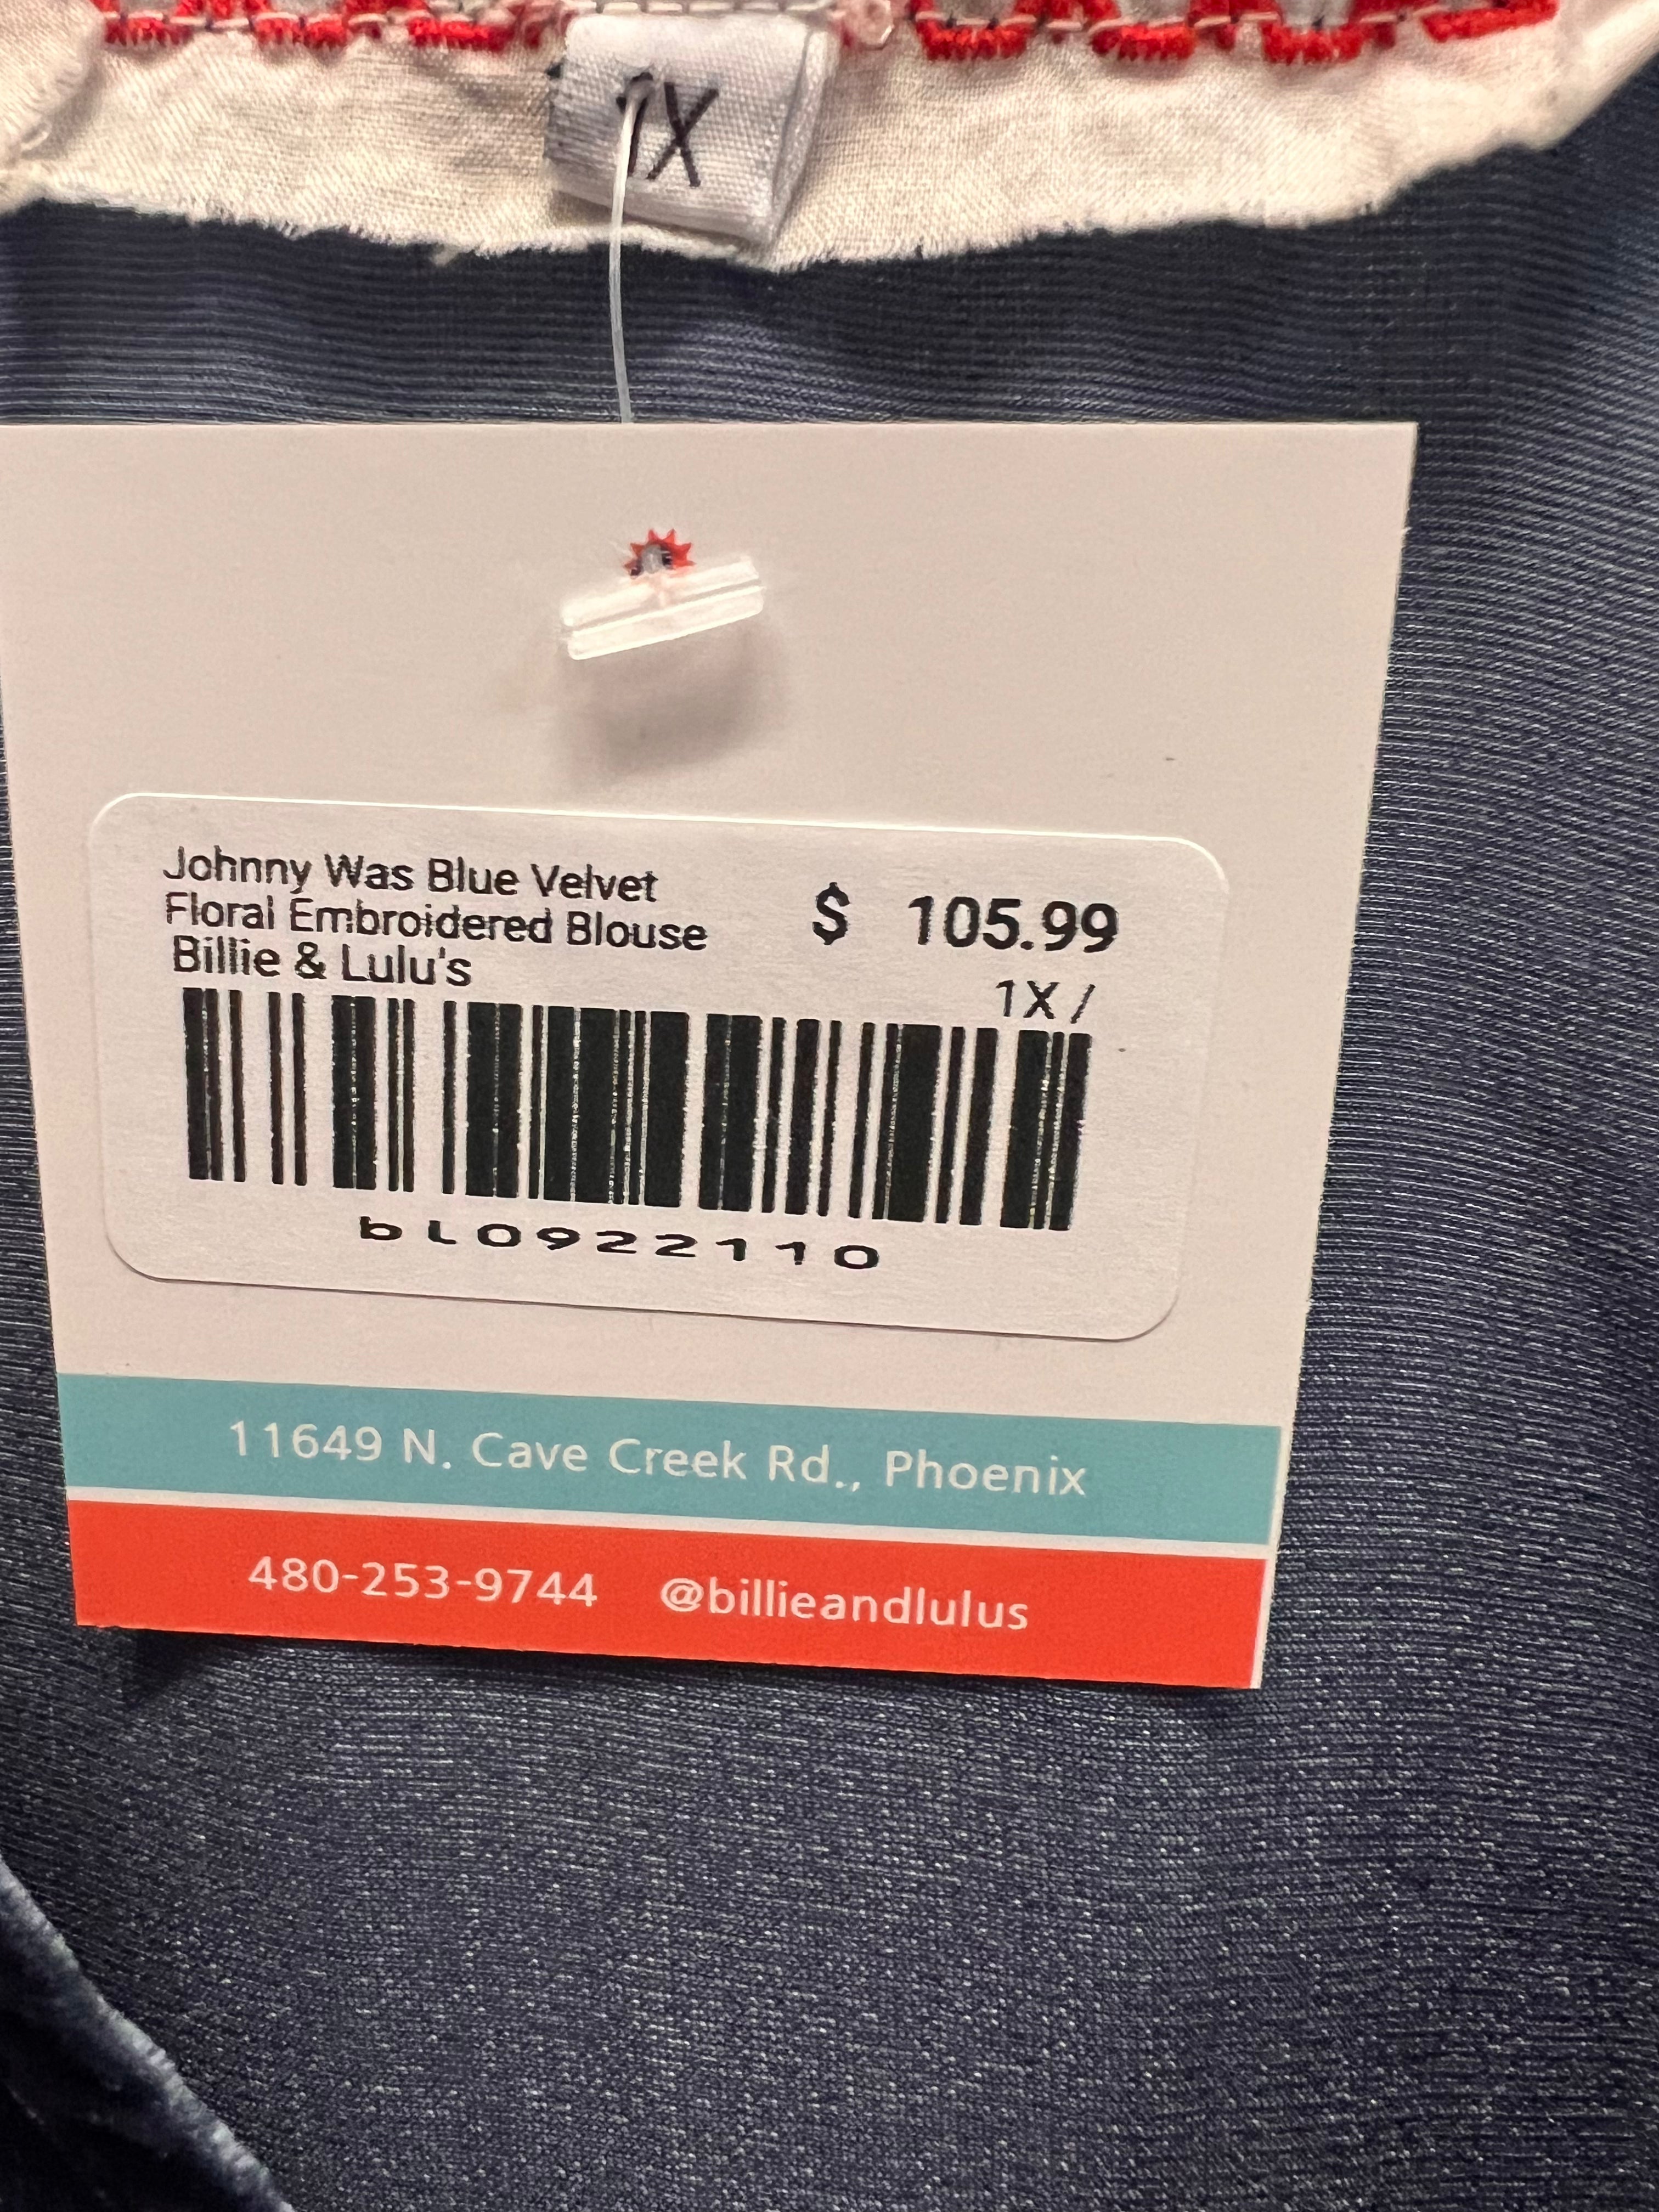 1X
Johnny Was Blue Velvet
Floral Embroidered Blouse
Billie & Lulu's
$ 105.99
1X /
bL0922110
11649 N. Cave Creek Rd., Phoenix
480-253-9744 @billieandlulus